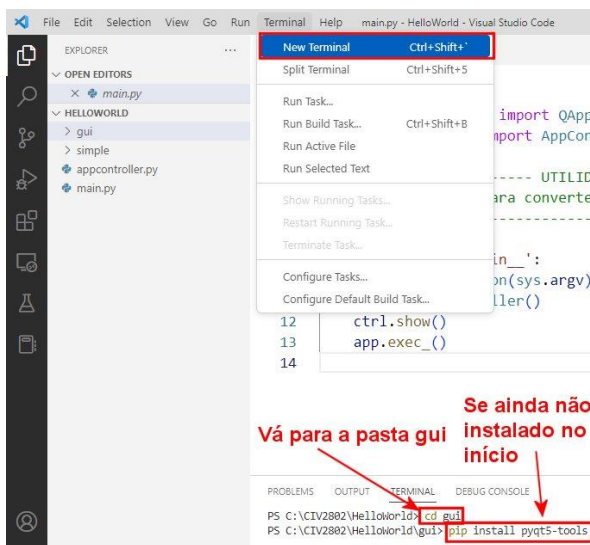 File Edit Selection View Go Run Terminal Help main.py - HelloWorld - Visual Studio Code
EXPLORER
OPEN EDITORS
main.py
HELLOWORLD
gui
simple
appcontroller.py
main.py
New Terminal Ctrl+Shift+`
Split Terminal Ctrl+Shift+5
Run Task...
Run Build Task... Ctrl+Shift+B
Run Active File
Run Selected Text
Show Running Tasks...
Restart Running Task...
Terminate Task...
Configure Tasks...
Configure Default Build Task...
import QApp
mport AppCon
----- UTILID
ara converte
----------
in__':
on(sys.argv)
ller()
12 ctrl.show()
13 app.exec_()
14
Se ainda não
instalado no
início
Vá para a pasta gui
PROBLEMS OUTPUT TERMINAL DEBUG CONSOLE
PS C:\CIV2802\HelloWorld> cd gui
PS C:\CIV2802\HelloWorld\gui> pip install pyqt5-tools